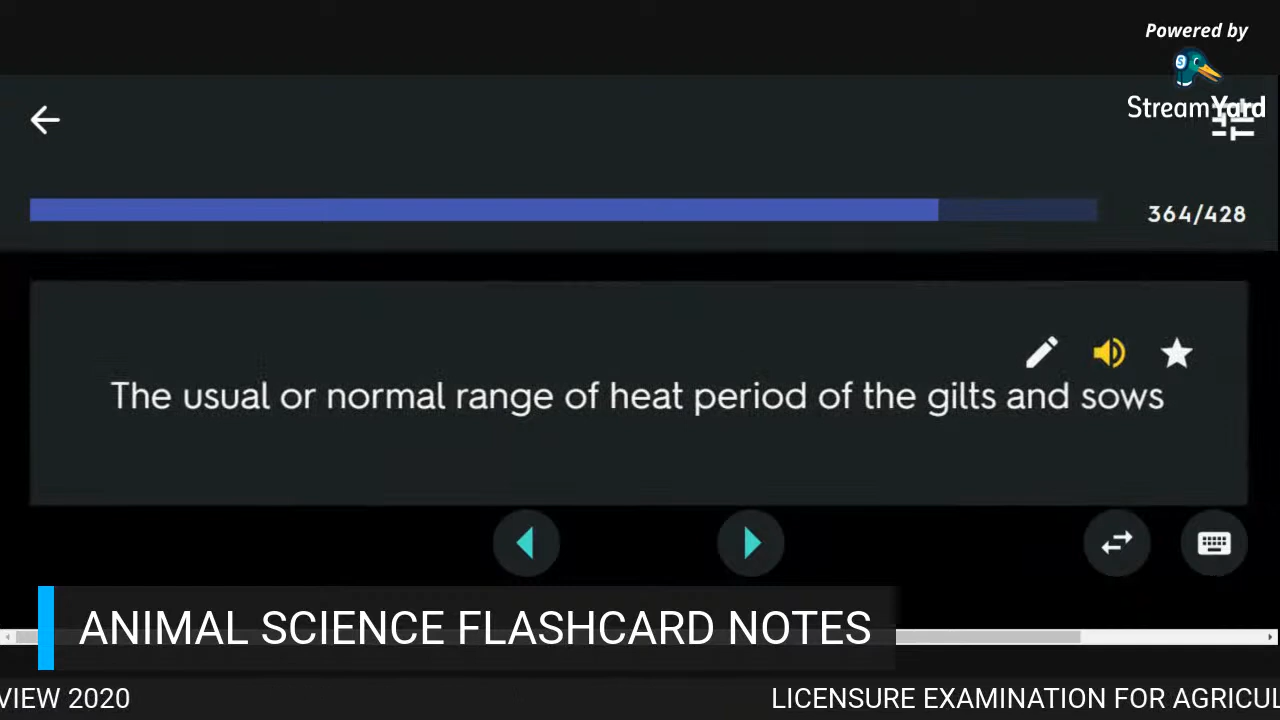 Powered by
StreamYard
364/428
The usual or normal range of heat period of the gilts and sows
ANIMAL SCIENCE FLASHCARD NOTES
VIEW 2020
LICENSURE EXAMINATION FOR AGRICUL